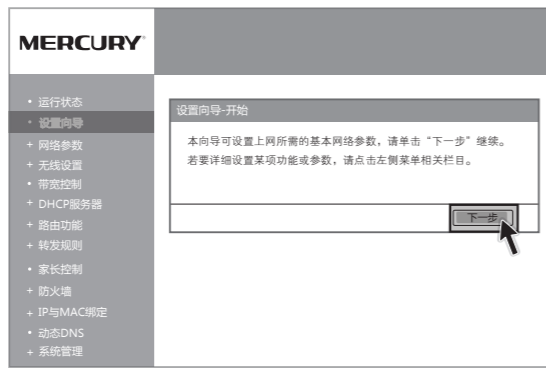 MERCURY
• 运行状态
• 设置向导
+ 网络参数
+ 无线设置
• 带宽控制
+ DHCP服务器
+ 路由功能
+ 转发规则
• 家长控制
+ 防火墙
+ IP与MAC绑定
• 动态DNS
+ 系统管理
设置向导-开始
本向导可设置上网所需的基本网络参数，请单击“下一步”继续。
若要详细设置某项功能或参数，请点击左侧菜单相关栏目。
下一步